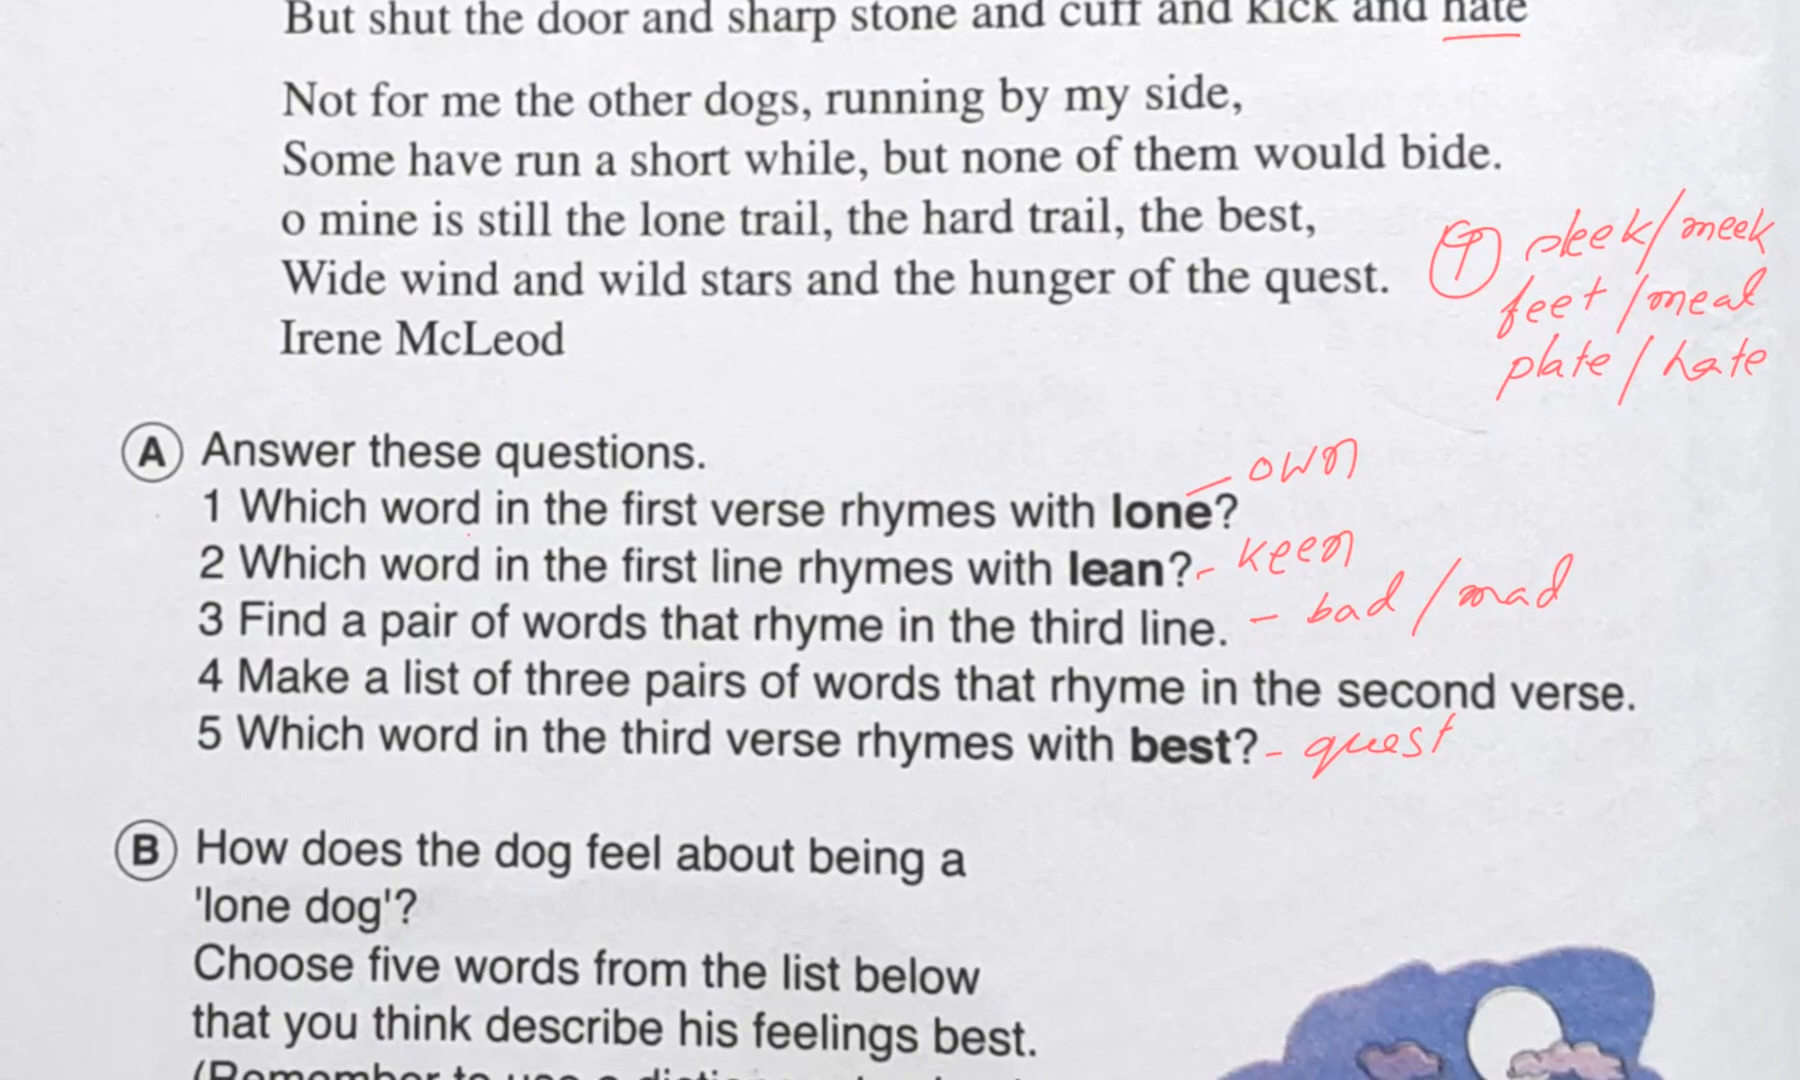 But shut the door and sharp stone and cuff and kick and hate
Not for me the other dogs, running by my side,
Some have run a short while, but none of them would bide.
o mine is still the lone trail, the hard trail, the best,
Wide wind and wild stars and the hunger of the quest.
Irene McLeod
4 sleek/meek
feet/meat
plate/hate
A Answer these questions.
1 Which word in the first verse rhymes with lone? - own
2 Which word in the first line rhymes with lean? - keen
3 Find a pair of words that rhyme in the third line. - bad/mad
4 Make a list of three pairs of words that rhyme in the second verse.
5 Which word in the third verse rhymes with best? - quest
B How does the dog feel about being a
'lone dog'?
Choose five words from the list below
that you think describe his feelings best.
(Remember to use a